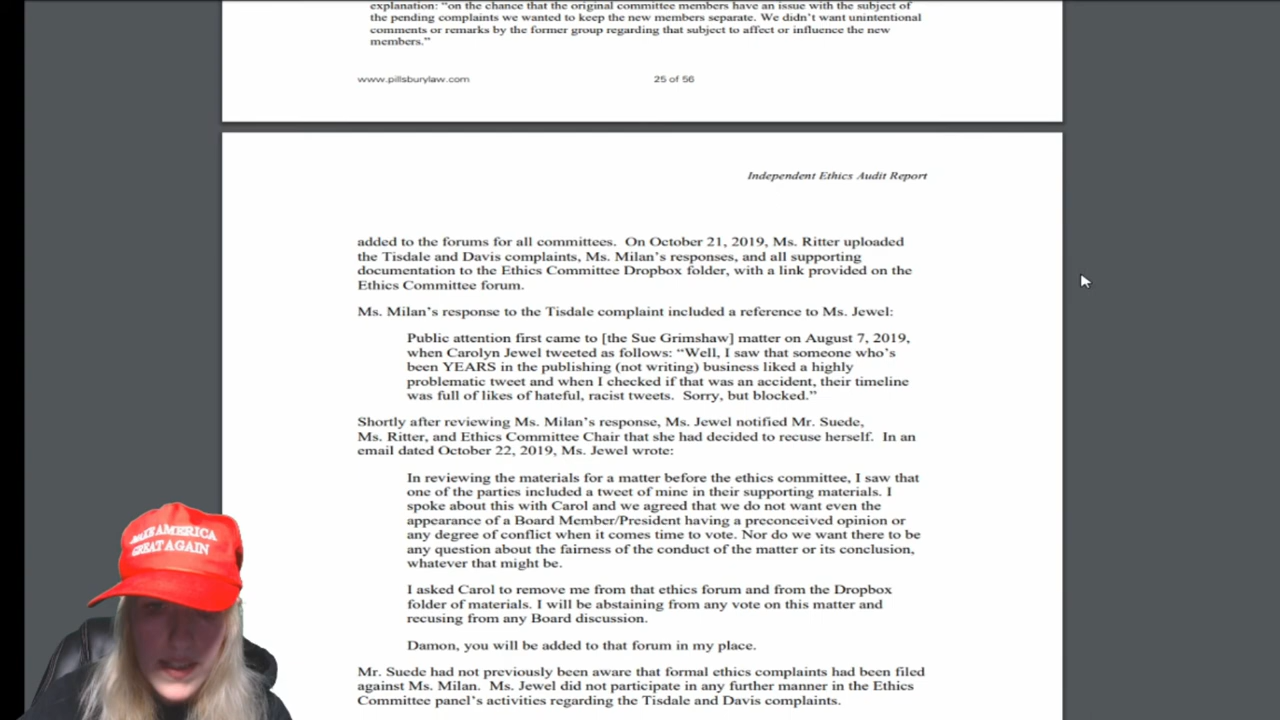 explanation: "on the chance that the original committee members have an issue with the subject of
the pending complaints we wanted to keep the new members separate. We didn't want unintentional
comments or remarks by the former group regarding that subject to affect or influence the new
members."
www.pillsburylaw.com 25 of 56
Independent Ethics Audit Report
added to the forums for all committees. On October 21, 2019, Ms. Ritter uploaded
the Tisdale and Davis complaints, Ms. Milan's responses, and all supporting
documentation to the Ethics Committee Dropbox folder, with a link provided on the
Ethics Committee forum.
Ms. Milan's response to the Tisdale complaint included a reference to Ms. Jewel:
Public attention first came to [the Sue Grimshaw] matter on August 7, 2019,
when Carolyn Jewel tweeted as follows: "Well, I saw that someone who's
been YEARS in the publishing (not writing) business liked a highly
problematic tweet and when I checked if that was an accident, their timeline
was full of likes of hateful, racist tweets. Sorry, but blocked."
Shortly after reviewing Ms. Milan's response, Ms. Jewel notified Mr. Suede,
Ms. Ritter, and Ethics Committee Chair that she had decided to recuse herself. In an
email dated October 22, 2019, Ms. Jewel wrote:
In reviewing the materials for a matter before the ethics committee, I saw that
one of the parties included a tweet of mine in their supporting materials. I
spoke about this with Carol and we agreed that we do not want even the
appearance of a Board Member/President having a preconceived opinion or
any degree of conflict when it comes time to vote. Nor do we want there to be
any question about the fairness of the conduct of the matter or its conclusion,
whatever that might be.
I asked Carol to remove me from that ethics forum and from the Dropbox
folder of materials. I will be abstaining from any vote on this matter and
recusing from any Board discussion.
Damon, you will be added to that forum in my place.
Mr. Suede had not previously been aware that formal ethics complaints had been filed
against Ms. Milan. Ms. Jewel did not participate in any further manner in the Ethics
Committee panel's activities regarding the Tisdale and Davis complaints.
MAKE AMERICA
GREAT AGAIN